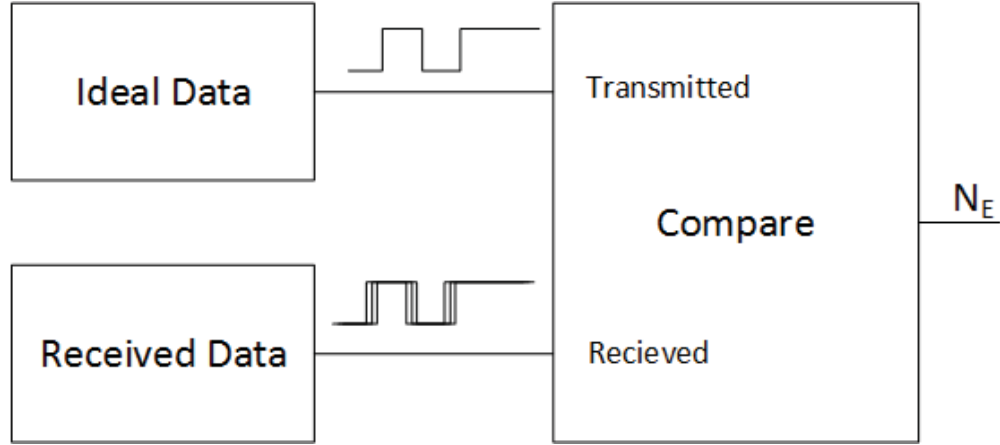 Ideal Data
Transmitted
Compare
N_E
Received Data
Recieved